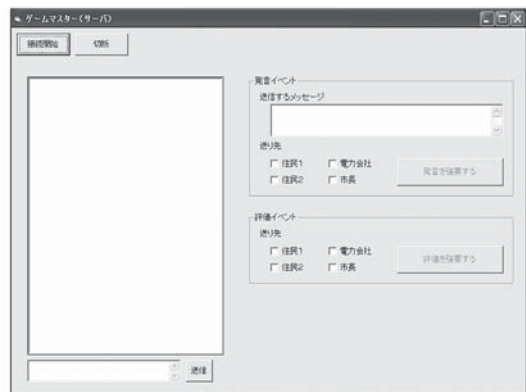 ゲームマスター(サーバ)
接続開始 切断
発言イベント
送信するメッセージ
送り先
住民1 電力会社
住民2 市長
発言を強要する
評価イベント
送り先
住民1 電力会社
住民2 市長
評価を強要する
送信